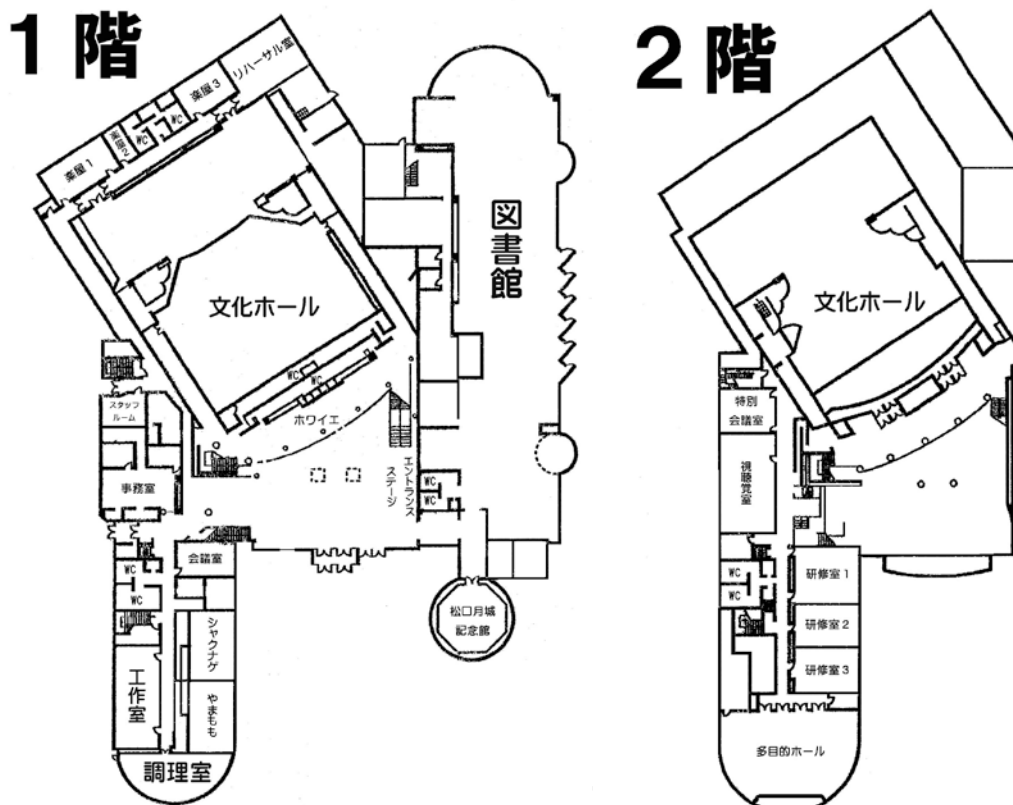 1階
リハーサル室
楽屋3
WC
WC
楽屋2
楽屋1
図書館
文化ホール
WC
WC
ホワイエ
スタッフ
ルーム
エントランス
ステージ
事務室
WC
WC
会議室
WC
WC
松口月城
記念館
シャクナゲ
工作室
やまもも
調理室
2階
文化ホール
特別
会議室
視聴覚室
WC
WC
研修室1
研修室2
研修室3
多目的ホール